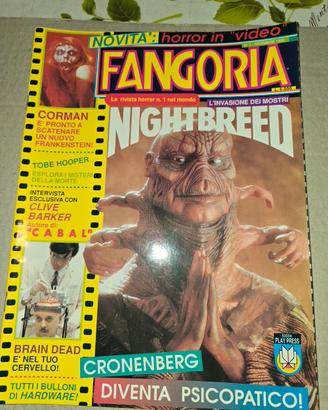 NOVITA': horror in "video"
FANGORIA
La rivista horror n. 1 nel mondo
L'INVASIONE DEI MOSTRI
NIGHTBREED
CORMAN
E' PRONTO A
SCATENARE
UN NUOVO
FRANKENSTEIN!
TOBE HOOPER
ESPLORA I MISTERI
DELLA MORTE
INTERVISTA
ESCLUSIVA CON
CLIVE
BARKER
Autore di:
"CABAL"
BRAIN DEAD
E' NEL TUO
CERVELLO!
TUTTI I BULLONI
DI HARDWARE!
PLAY PRESS
CRONENBERG
DIVENTA PSICOPATICO!